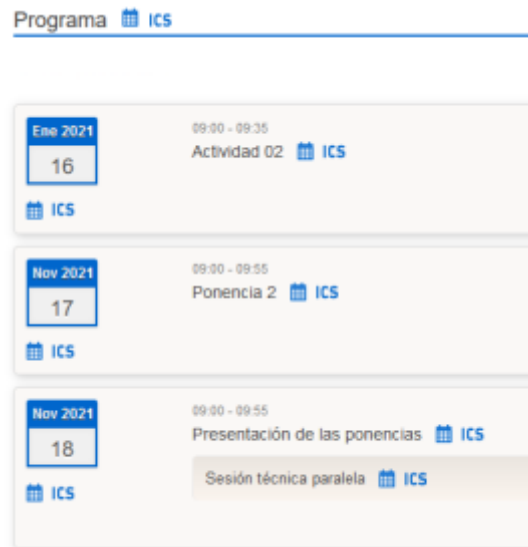 Programa ICS
Ene 2021
16
ICS
09:00 - 09:35
Actividad 02 ICS
Nov 2021
17
ICS
09:00 - 09:55
Ponencia 2 ICS
Nov 2021
18
ICS
09:00 - 09:55
Presentación de las ponencias ICS
Sesión técnica paralela ICS